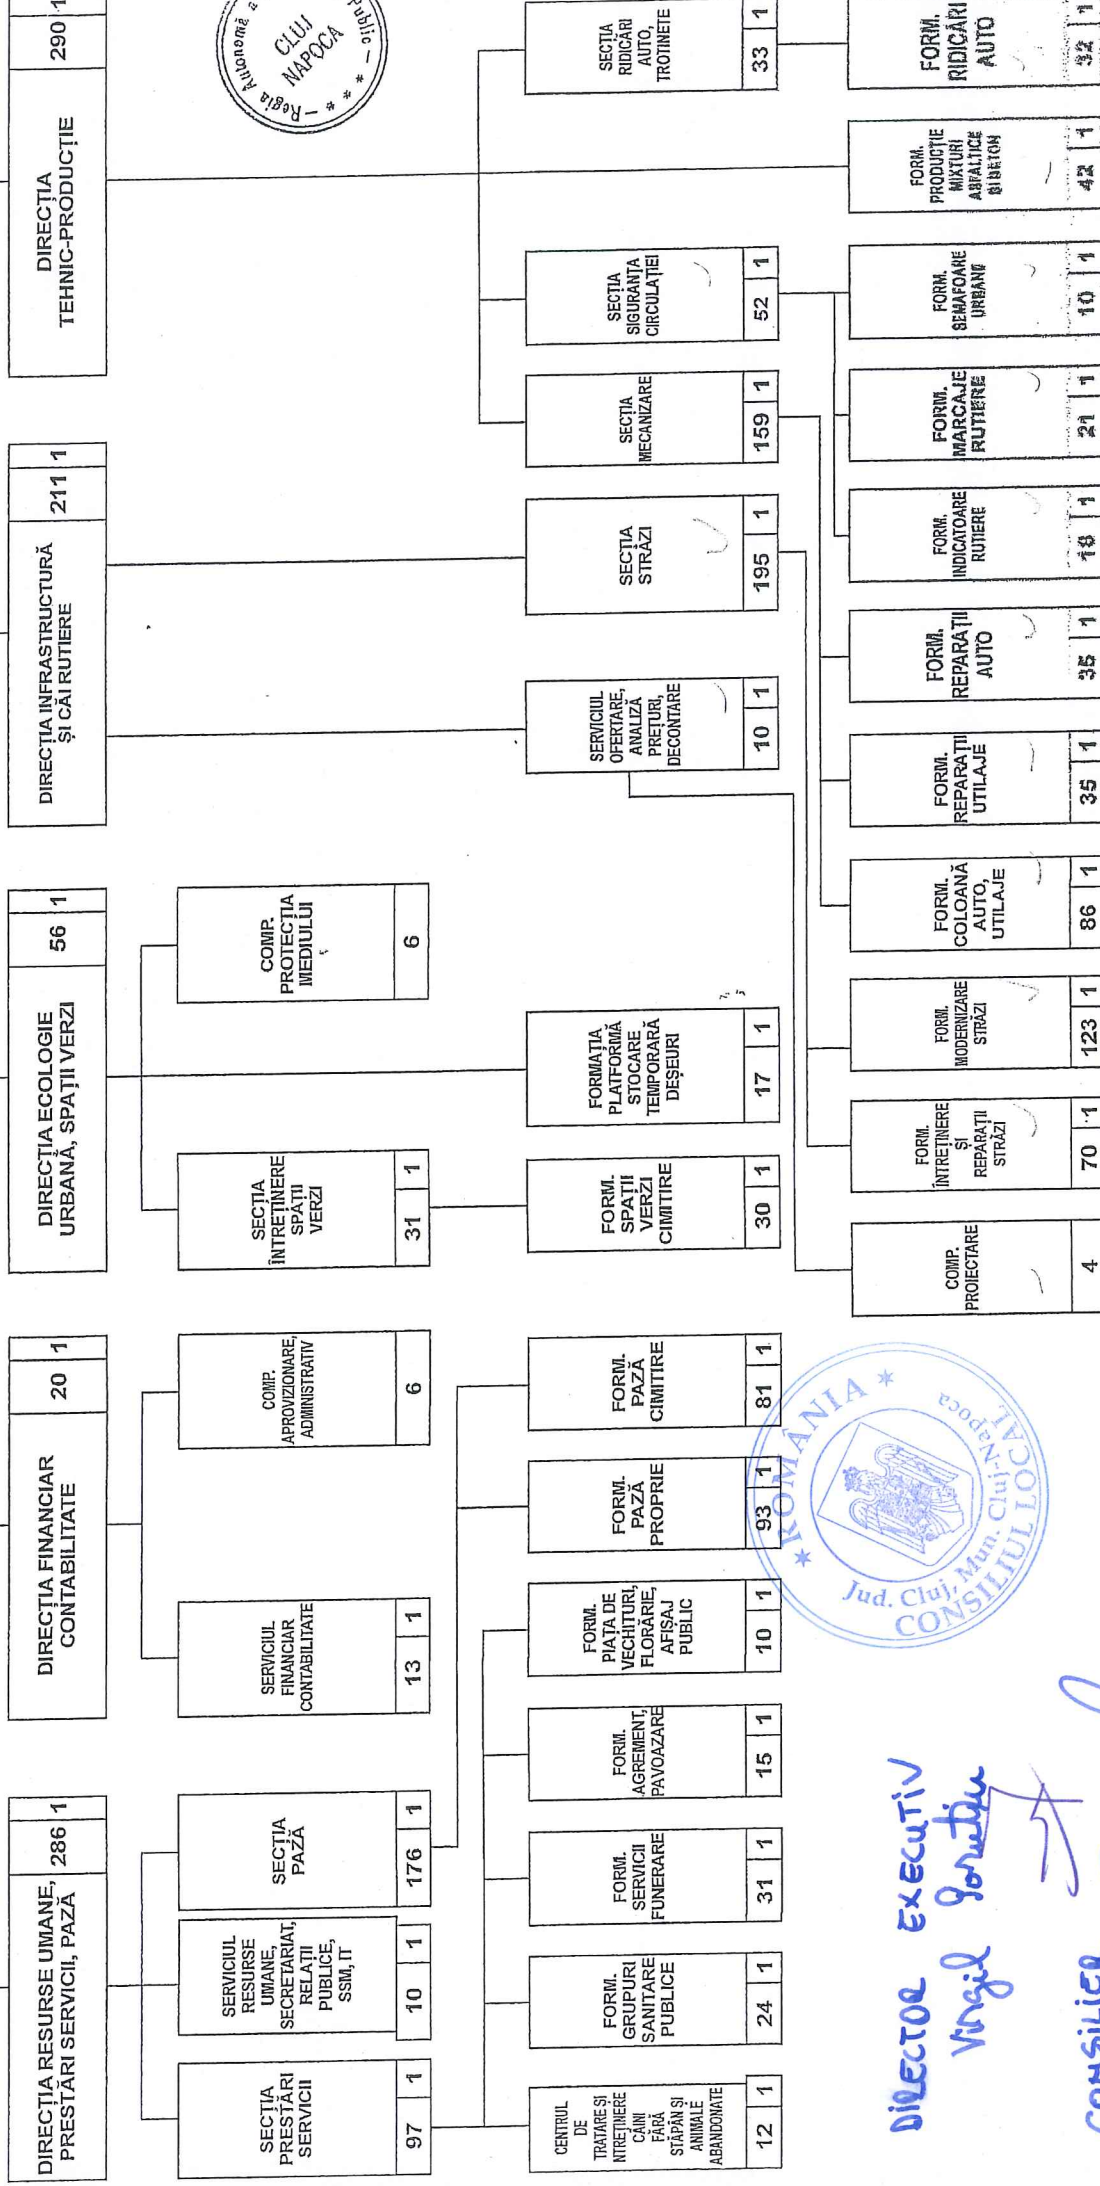 DIRECȚIA RESURSE UMANE,
PRESTĂRI SERVICII, PAZĂ
286 1
DIRECȚIA FINANCIAR
CONTABILITATE
20 1
DIRECȚIA ECOLOGIE
URBANĂ, SPAȚII VERZI
56 1
DIRECȚIA INFRASTRUCTURĂ
ȘI CĂI RUTIERE
211 1
DIRECȚIA
TEHNIC-PRODUCȚIE
290 1
SECȚIA
PRESTĂRI
SERVICII
97 1
SERVICIUL
RESURSE
UMANE,
SECRETARIAT,
RELAȚII
PUBLICE,
SSM, IT
10 1
SECȚIA
PAZĂ
176 1
SERVICIUL
FINANCIAR
CONTABILITATE
13 1
COMP.
APROVIZIONARE,
ADMINISTRATIV
6
SECȚIA
ÎNTREȚINERE
SPAȚII
VERZI
31 1
COMP.
PROTECȚIA
MEDIULUI
6
Regia Autonomă a
CLUJ
NAPOCA
CENTRUL
DE
TRATARE ȘI
NTREȚINERE
CÂINI
FĂRĂ
STĂPÂN ȘI
ANIMALE
ABANDONATE
12 1
FORM.
GRUPURI
SANITARE
PUBLICE
24 1
FORM.
SERVICII
FUNERARE
31 1
FORM.
AGREMENT,
PAVOAZARE
15 1
FORM.
PIAȚA DE
VECHITURI,
FLORĂRIE,
AFIȘAJ
PUBLIC
10 1
FORM.
PAZĂ
PROPRIE
93 1
FORM.
PAZĂ
CIMITIRE
81 1
FORM.
SPAȚII
VERZI
CIMITIRE
30 1
FORMAȚIA
PLATFORMĂ
STOCARE
TEMPORARĂ
DEȘEURI
17 1
SERVICIUL
OFERTARE,
ANALIZĂ
PREȚURI,
DECONTARE
10 1
SECȚIA
STRĂZI
195 1
SECȚIA
MECANIZARE
159 1
SECȚIA
SIGURANȚA
CIRCULAȚIEI
52 1
SECȚIA
RIDICĂRI
AUTO,
TROTINETE
33 1
COMP.
PROIECTARE
4
FORM.
ÎNTREȚINERE
ȘI
REPARAȚII
STRĂZI
70 1
FORM.
MODERNIZARE
STRĂZI
123 1
FORM.
COLOANĂ
AUTO,
UTILAJE
86 1
FORM.
REPARAȚII
UTILAJE
35 1
FORM.
REPARAȚII
AUTO
35 1
FORM.
INDICATOARE
RUTIERE
1
FORM.
MARCAJE
RUTIERE
21 1
FORM.
SEMAFOARE
URBANO
10 1
FORM.
PRODUCȚIE
MIXTURI
ASFALTICE
ȘI BETON
42 1
FORM.
RIDICĂRI
AUTO
32 1
ROMÂNIA
Jud. Cluj, Mun. Cluj-Napoca
CONSILIUL LOCAL
DIRECTOR EXECUTIV
Virgil Poruțiu
CONSILIER